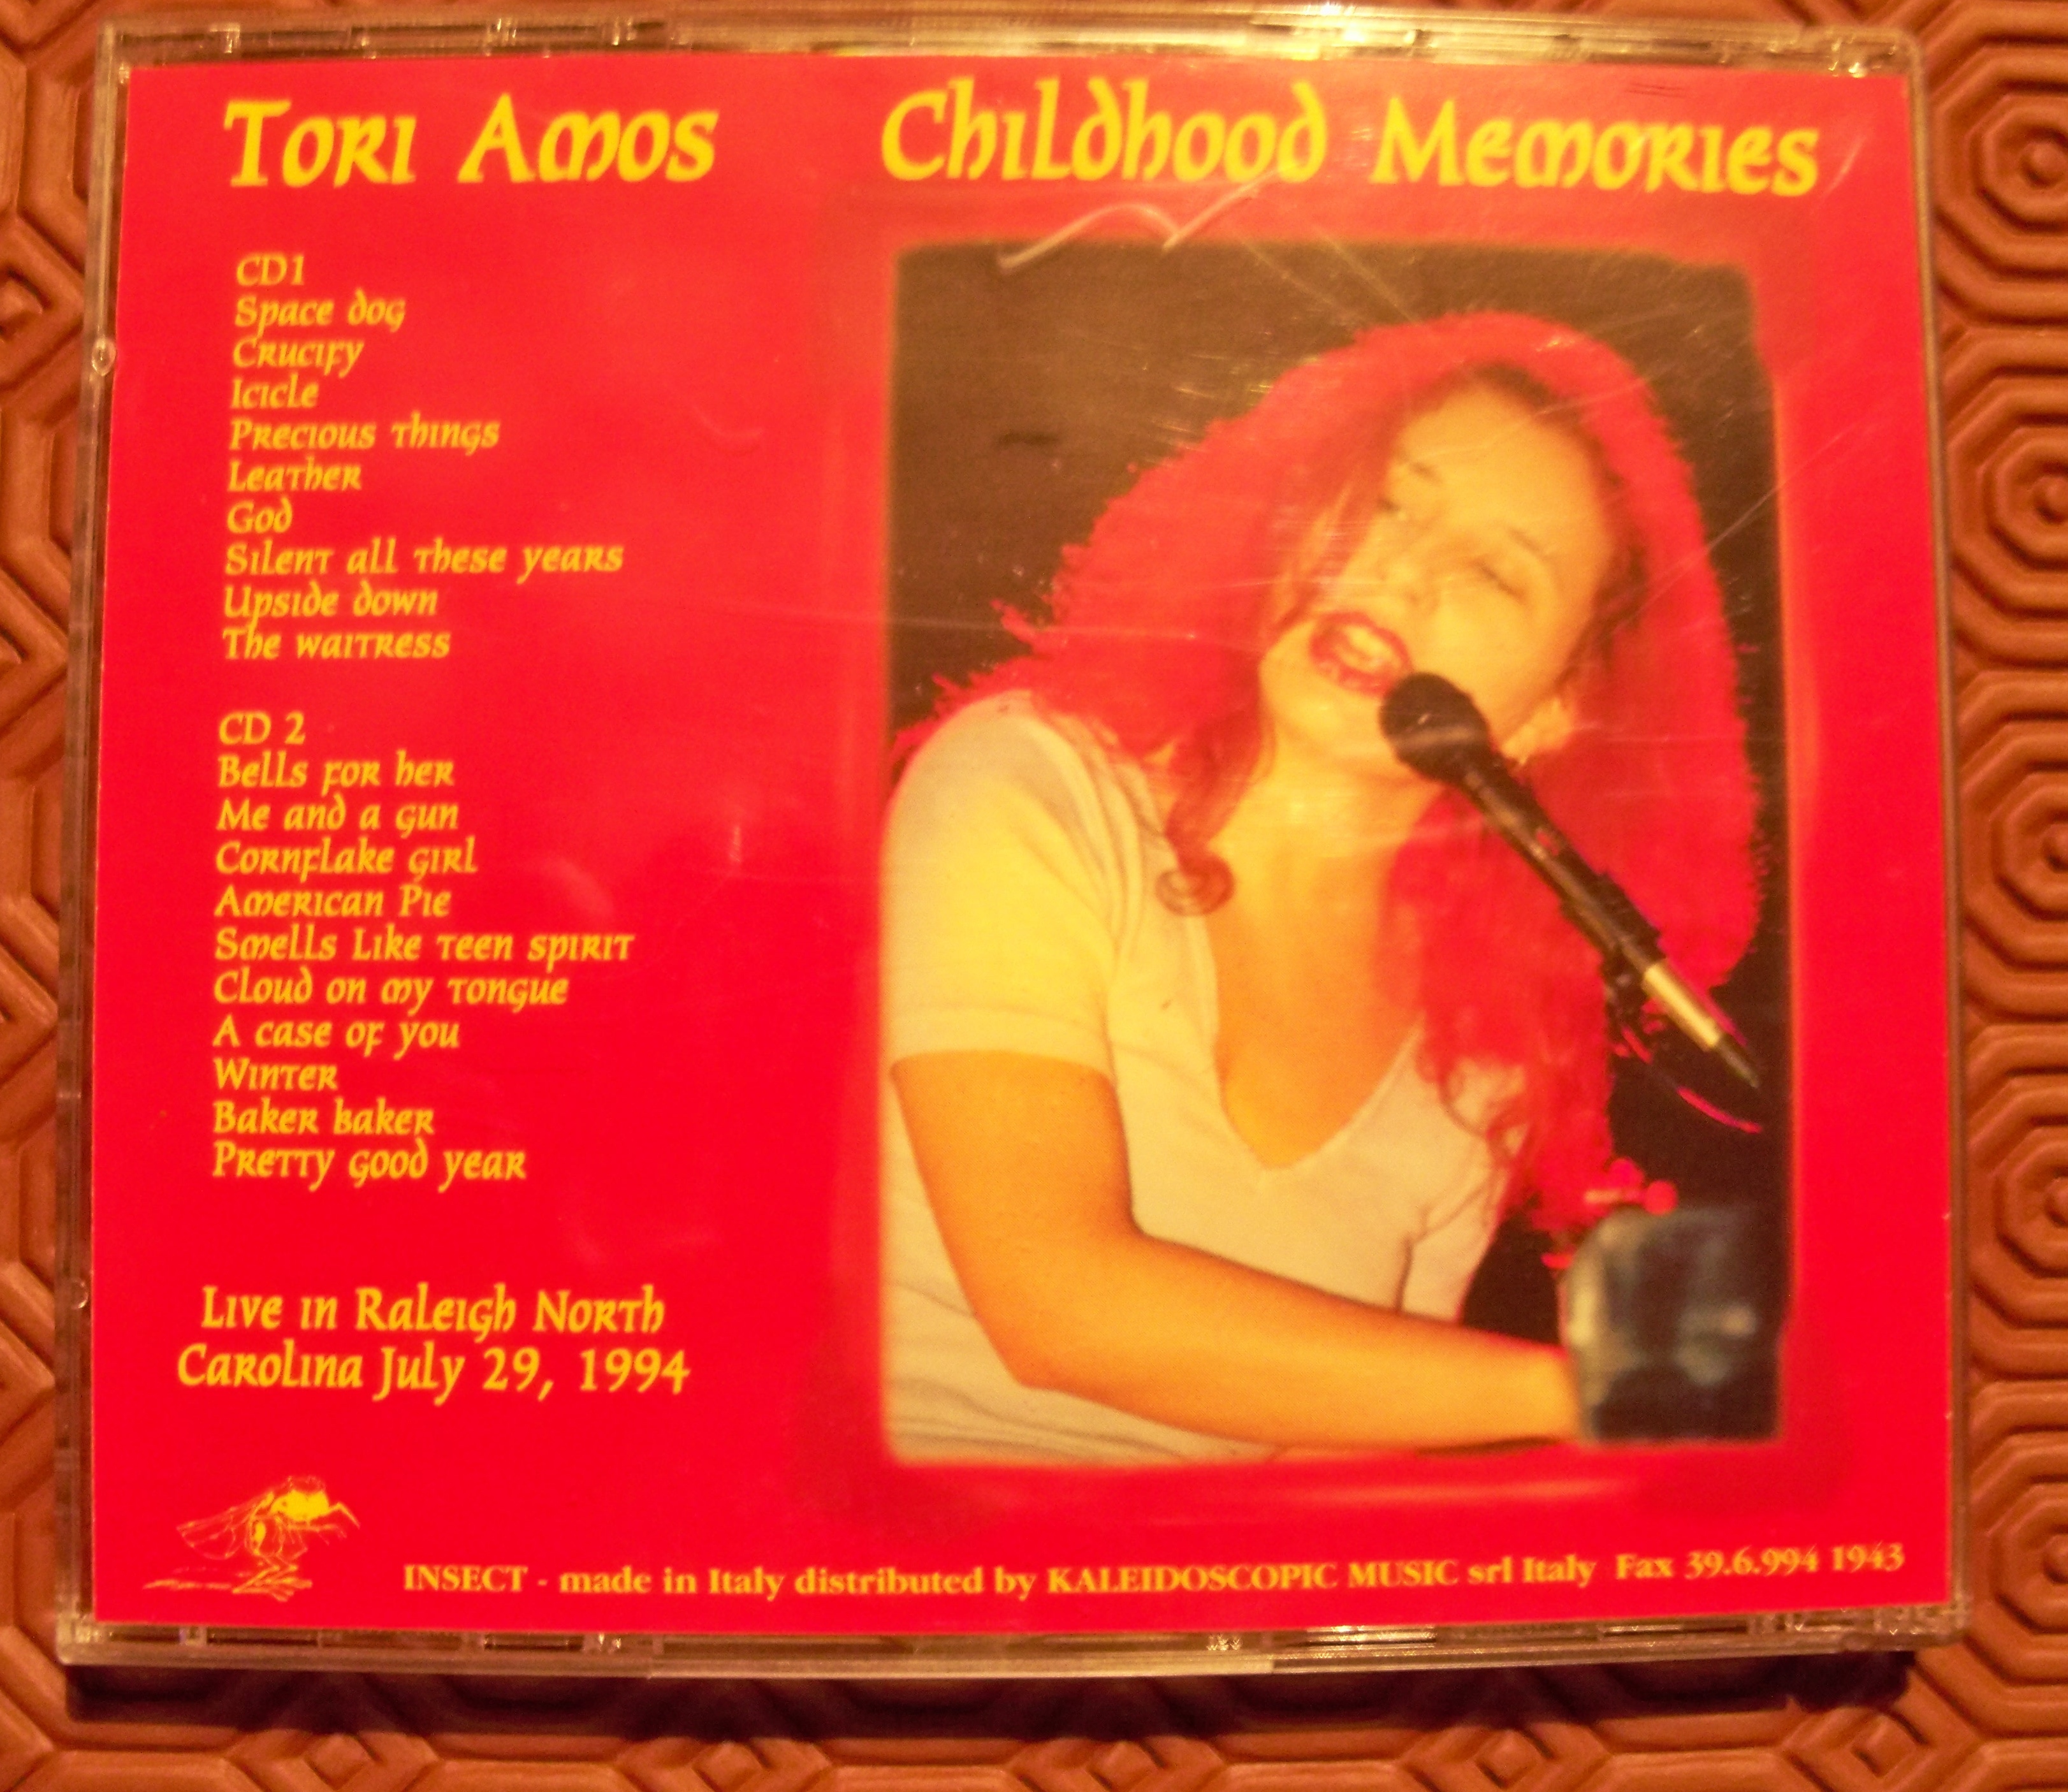 Tori Amos Childhood Memories
CD1
Space dog
Crucify
Icicle
Precious things
Leather
God
Silent all these years
Upside down
The waitress
CD 2
Bells for her
Me and a gun
Cornflake girl
American Pie
Smells Like teen spirit
Cloud on my tongue
A case of you
Winter
Baker baker
Pretty good year
Live in Raleigh North
Carolina July 29, 1994
INSECT - made in Italy distributed by KALEIDOSCOPIC MUSIC srl Italy Fax 39.6.994 1943